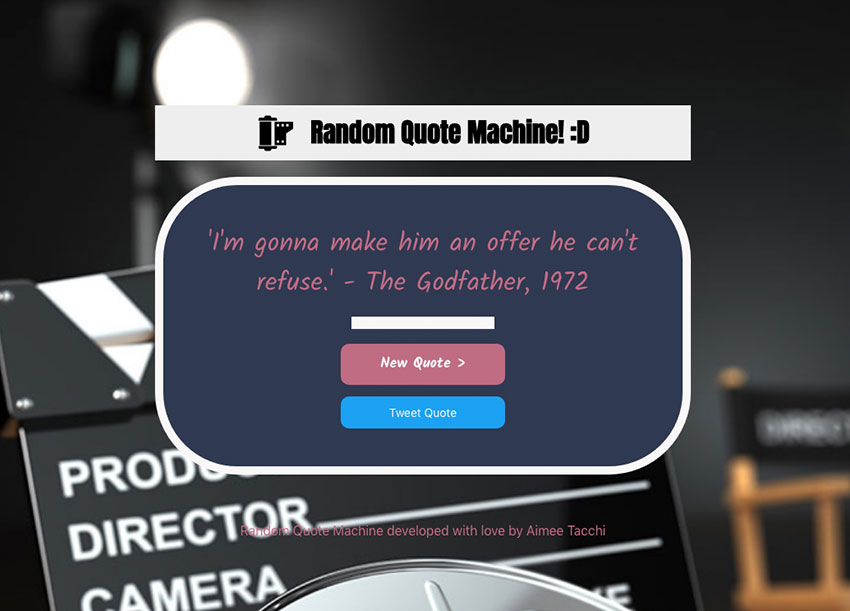 Random Quote Machine! :D
'I'm gonna make him an offer he can't
refuse.' - The Godfather, 1972
New Quote >
Tweet Quote
Random Quote Machine developed with love by Aimee Tacchi
DIRECTOR
CAMERA